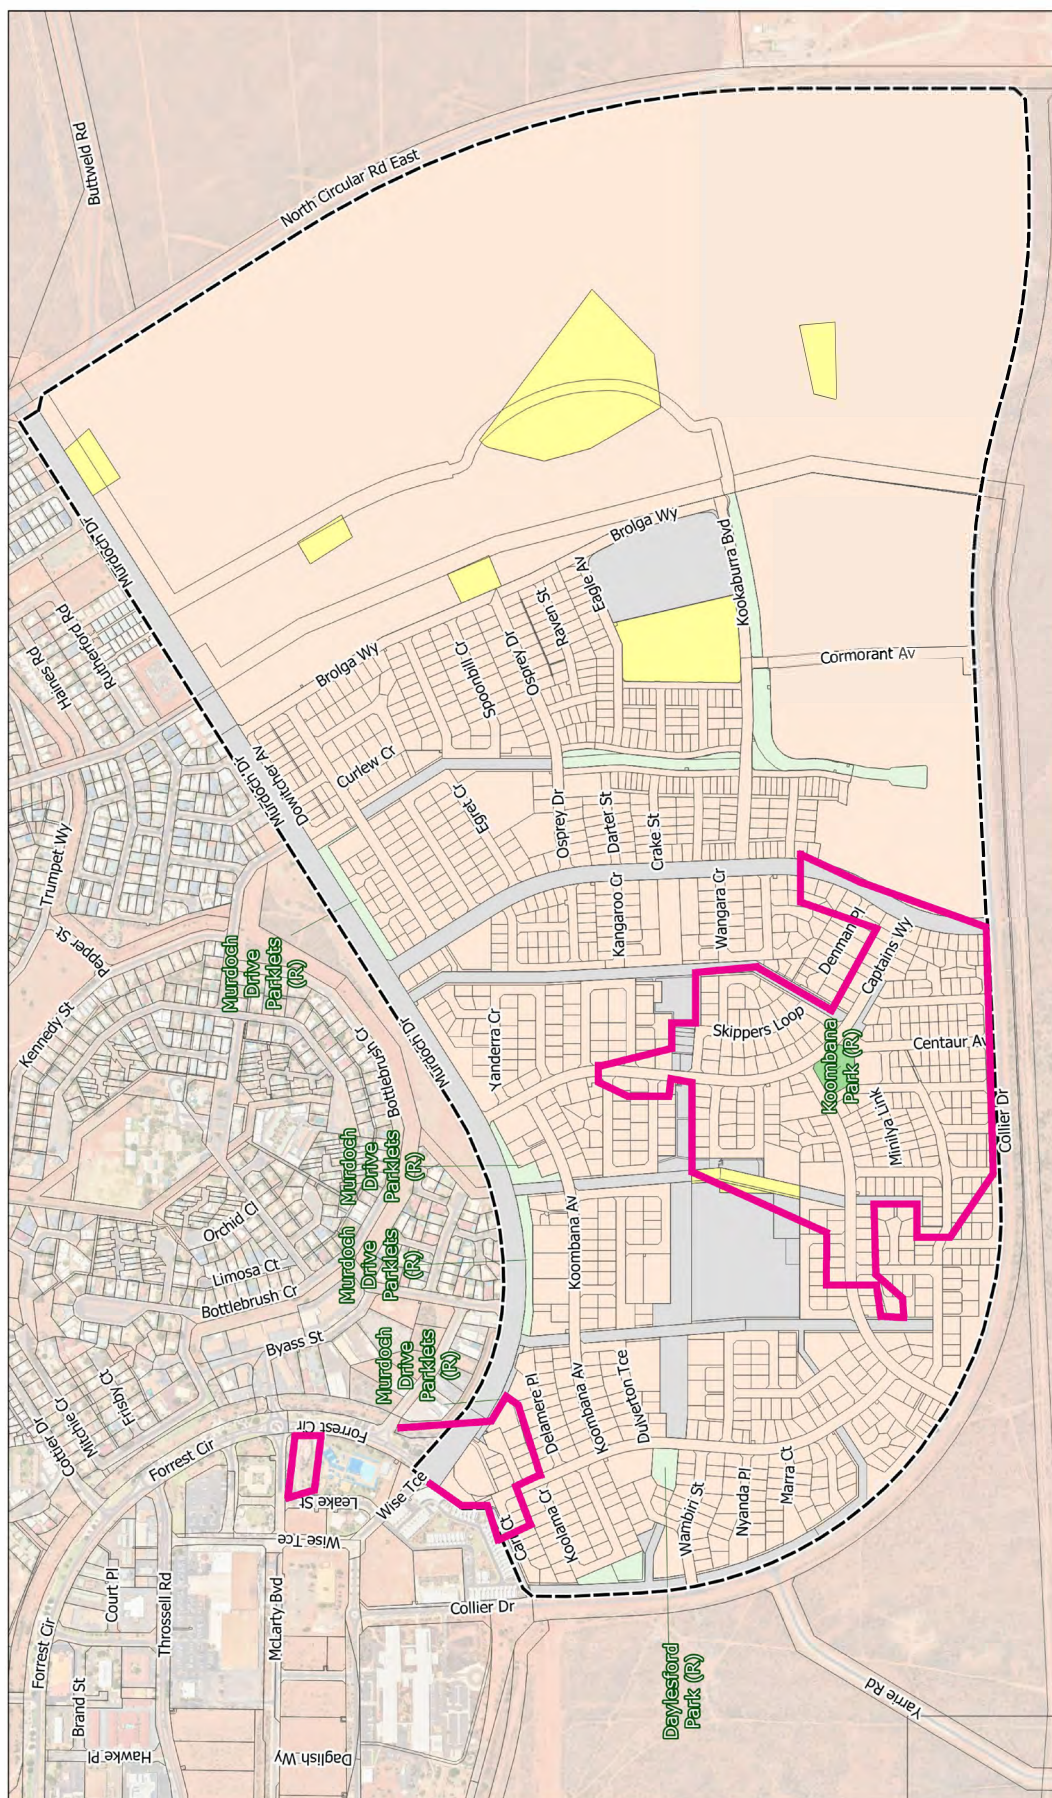 Buttweld Rd
North Circular Rd East
Murdoch Dr
Haines Rd
Rutherford Rd
Brolga Wy
Kookaburra Bvd
Eagle Av
Raven St
Osprey Dr
Spoonbill Cr
Brolga Wy
Cormorant Av
Curlew Cr
Dowitcher Av
Murdoch Dr
Egret Cr
Osprey Dr
Darter St
Crake St
Trumpet Wy
Pepper St
Kennedy St
Murdoch
Drive
Parklets
(R)
Kangaroo Cr
Wangara Cr
Denman Pl
Captains Wy
Skippers Loop
Centaur Av
Koombana
Park (R)
Yanderra Cr
Murdoch Dr
Bottlebrush Cr
Minilya Link
Collier Dr
Murdoch
Drive
Parklets
(R)
Orchid Cl
Limosa Ct
Bottlebrush Cr
Byass St
Murdoch
Drive
Parklets
(R)
Koombana Av
Murdoch
Drive
Parklets
(R)
Frisby Ct
Mitchie Cr
Cottier Dr
Forrest Cir
Forrest Cir
Delamere Pl
Koombana Av
Dulverton Tce
Leake St
Wise Tce
Wise Tce
Koolama Cr
Wambiri St
Nyanda Pl
Marra Ct
Collier Dr
Court Pl
Throssell Rd
McLarty Bvd
Forrest Cir
Brand St
Hawke Pl
Daglish Wy
Daylesford
Park (R)
Yarrie Rd